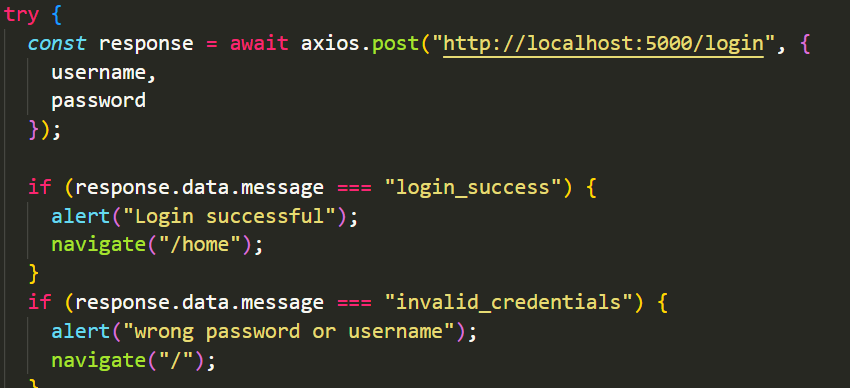 try {
const response = await axios.post("http://localhost:5000/login", {
username,
password
});
if (response.data.message === "login_success") {
alert("Login successful");
navigate("/home");
}
if (response.data.message === "invalid_credentials") {
alert("wrong password or username");
navigate("/");
}